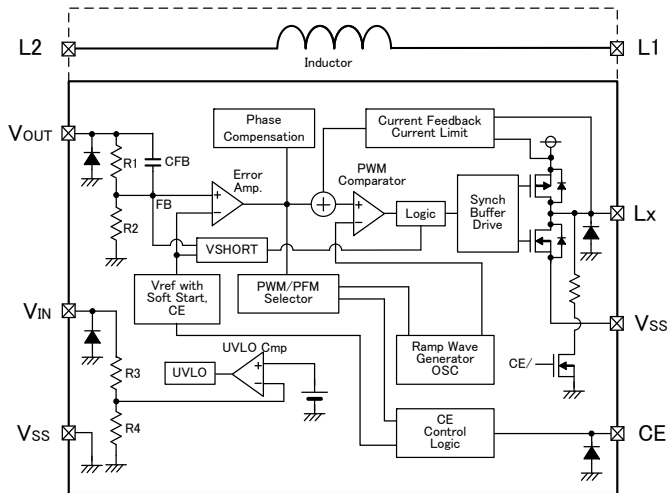 L2
L1
Inductor
VOUT
R1
CFB
R2
FB
Error
Amp.
Phase
Compensation
Current Feedback
Current Limit
PWM
Comparator
Logic
Synch
Buffer
Drive
Lx
VSHORT
Vref with
Soft Start,
CE
PWM/PFM
Selector
Ramp Wave
Generator
OSC
VIN
R3
R4
UVLO
UVLO Cmp
VSS
VSS
CE/
CE
Control
Logic
CE